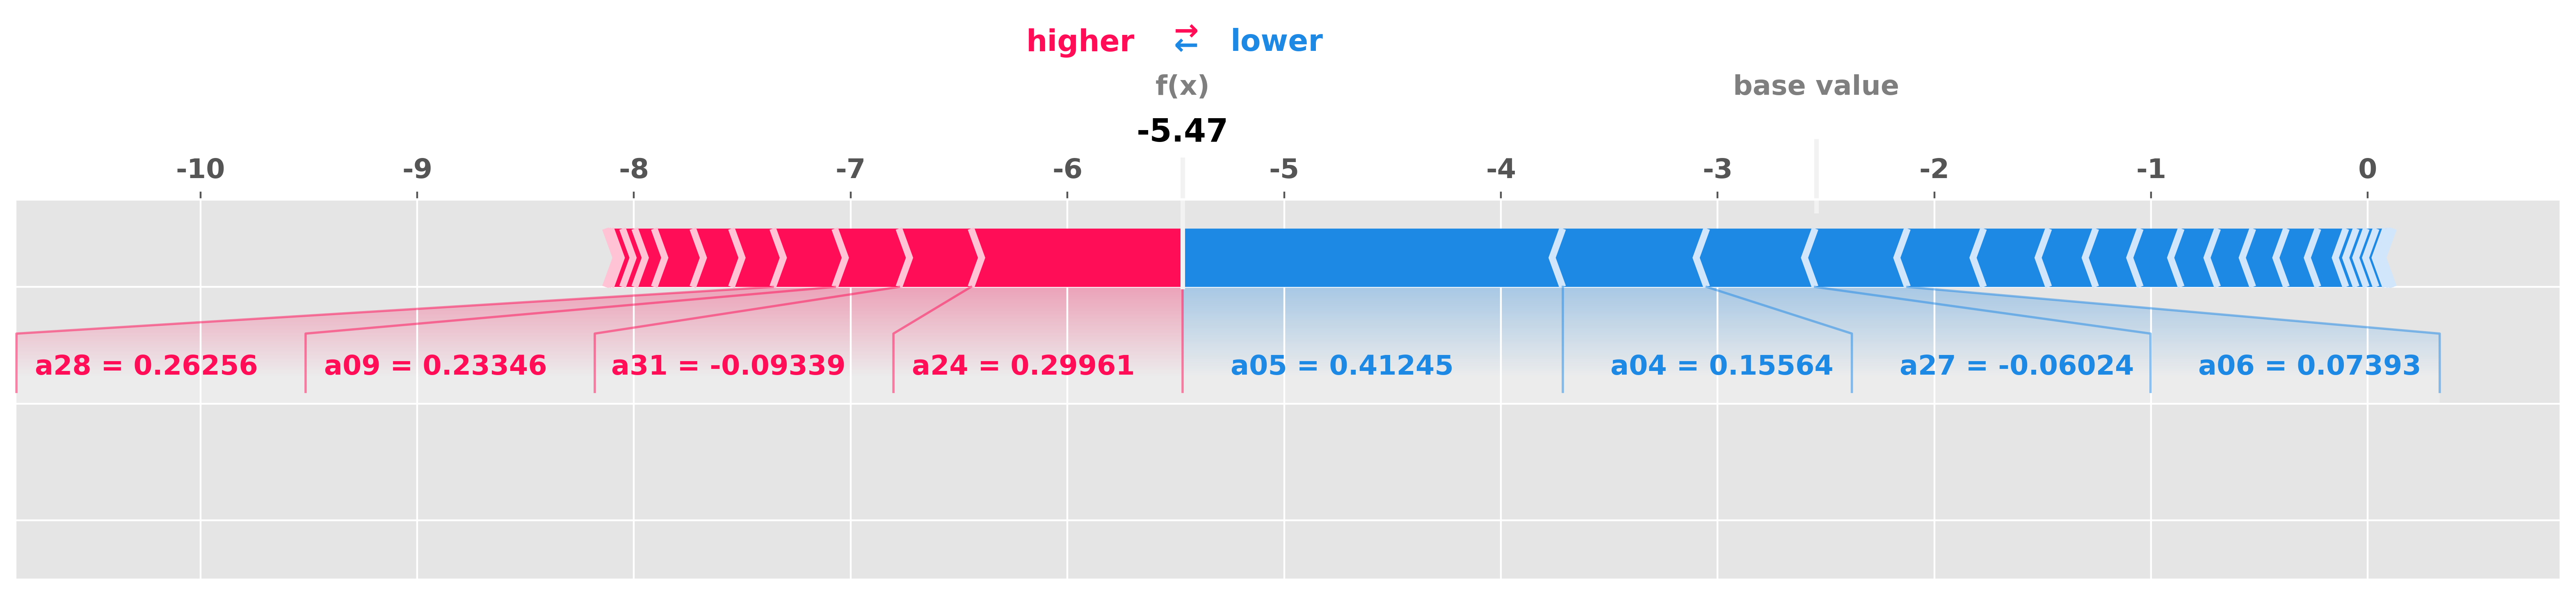 higher ⇄ lower
f(x) base value
-5.47
-10 -9 -8 -7 -6 -5 -4 -3 -2 -1 0
a28 = 0.26256 a09 = 0.23346 a31 = -0.09339 a24 = 0.29961 a05 = 0.41245 a04 = 0.15564 a27 = -0.06024 a06 = 0.07393